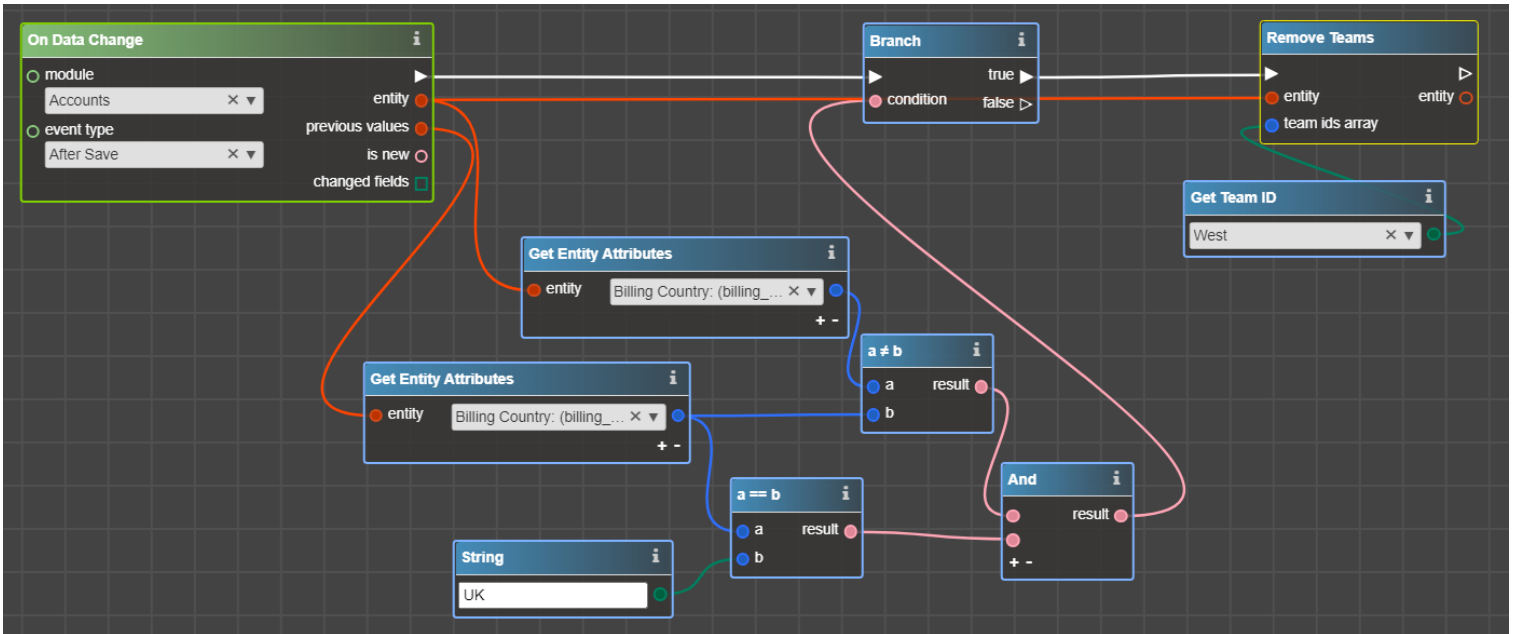 On Data Change i
module
Accounts × ▼
event type
After Save × ▼
entity
previous values
is new
changed fields
Branch i
condition
true
false
Remove Teams
entity
team ids array
entity
Get Team ID i
West × ▼
Get Entity Attributes i
entity
Billing Country: (billing_... × ▼
+ -
a ≠ b i
a result
b
Get Entity Attributes i
entity
Billing Country: (billing_... × ▼
+ -
a == b i
a result
b
And i
result
+ -
String i
UK